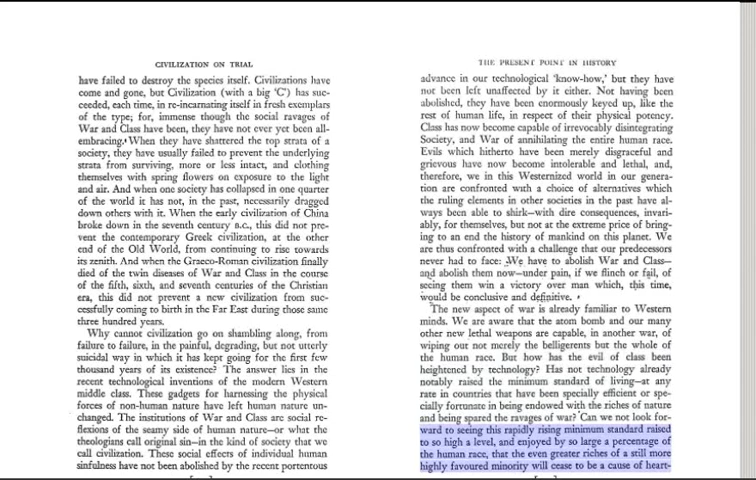 CIVILIZATION ON TRIAL
have failed to destroy the species itself. Civilizations have
come and gone, but Civilization (with a big ‘C’) has suc-
ceeded, each time, in re-incarnating itself in fresh exemplars
of the type; for, immense though the social ravages of
War and Class have been, they have not ever yet been all-
embracing. When they have shattered the top strata of a
society, they have usually failed to prevent the underlying
strata from surviving, more or less intact, and clothing
themselves with spring flowers on exposure to the light
and air. And when one society has collapsed in one quarter
of the world it has not, in the past, necessarily dragged
down others with it. When the early civilization of China
broke down in the seventh century B.C., this did not pre-
vent the contemporary Greek civilization, at the other
end of the Old World, from continuing to rise towards
its zenith. And when the Graeco-Roman civilization finally
died of the twin diseases of War and Class in the course
of the fifth, sixth, and seventh centuries of the Christian
era, this did not prevent a new civilization from suc-
cessfully coming to birth in the Far East during those same
three hundred years.
Why cannot civilization go on shambling along, from
failure to failure, in the painful, degrading, but not utterly
suicidal way in which it has kept going for the first few
thousand years of its existence? The answer lies in the
recent technological inventions of the modern Western
middle class. These gadgets for harnessing the physical
forces of non-human nature have left human nature un-
changed. The institutions of War and Class are social re-
flexions of the seamy side of human nature—or what the
theologians call original sin—in the kind of society that we
call civilization. These social effects of individual human
sinfulness have not been abolished by the recent portentous
THE PRESENT POINT IN HISTORY
advance in our technological ‘know-how,’ but they have
not been left unaffected by it either. Not having been
abolished, they have been enormously keyed up, like the
rest of human life, in respect of their physical potency.
Class has now become capable of irrevocably disintegrating
Society, and War of annihilating the entire human race.
Evils which hitherto have been merely disgraceful and
grievous have now become intolerable and lethal, and,
therefore, we in this Westernized world in our genera-
tion are confronted with a choice of alternatives which
the ruling elements in other societies in the past have al-
ways been able to shirk—with dire consequences, invari-
ably, for themselves, but not at the extreme price of bring-
ing to an end the history of mankind on this planet. We
are thus confronted with a challenge that our predecessors
never had to face: We have to abolish War and Class—
and abolish them now—under pain, if we flinch or fail, of
seeing them win a victory over man which, this time,
would be conclusive and definitive.
The new aspect of war is already familiar to Western
minds. We are aware that the atom bomb and our many
other new lethal weapons are capable, in another war, of
wiping out not merely the belligerents but the whole of
the human race. But how has the evil of class been
heightened by technology? Has not technology already
notably raised the minimum standard of living—at any
rate in countries that have been specially efficient or spe-
cially fortunate in being endowed with the riches of nature
and being spared the ravages of war? Can we not look for-
ward to seeing this rapidly rising minimum standard raised
to so high a level, and enjoyed by so large a percentage of
the human race, that the even greater riches of a still more
highly favoured minority will cease to be a cause of heart-